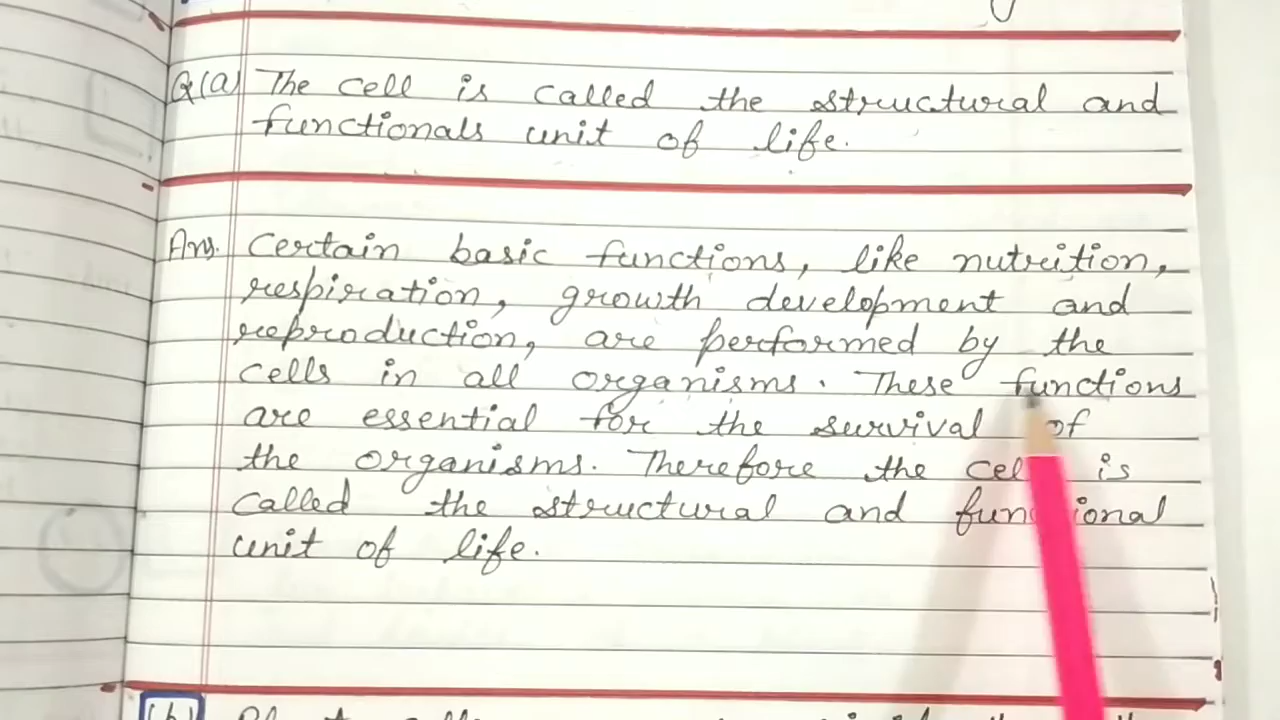 Q(a) The cell is called the structural and
functionals unit of life.
Ans. Certain basic functions, like nutrition,
respiration, growth development and
reproduction, are performed by the
cells in all organisms. These functions
are essential for the survival of
the organisms. Therefore the cell is
called the structural and functional
unit of life.
(b)